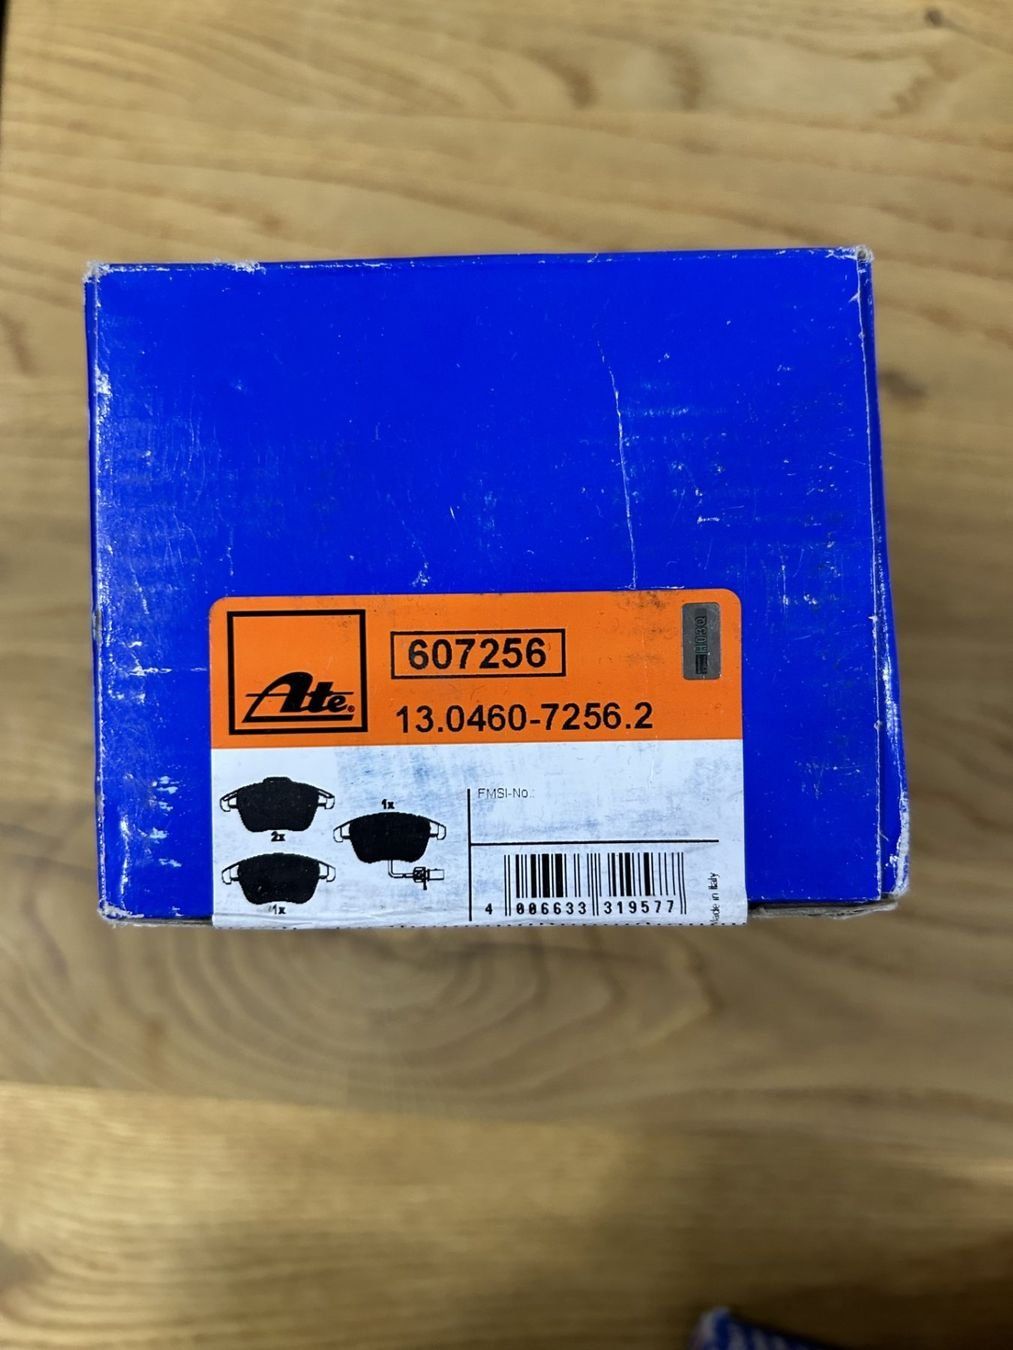 Ate®
607256
13.0460-7256.2
1x
2x
1x
FMSI-No.:
4 006633 319577
Made in Italy